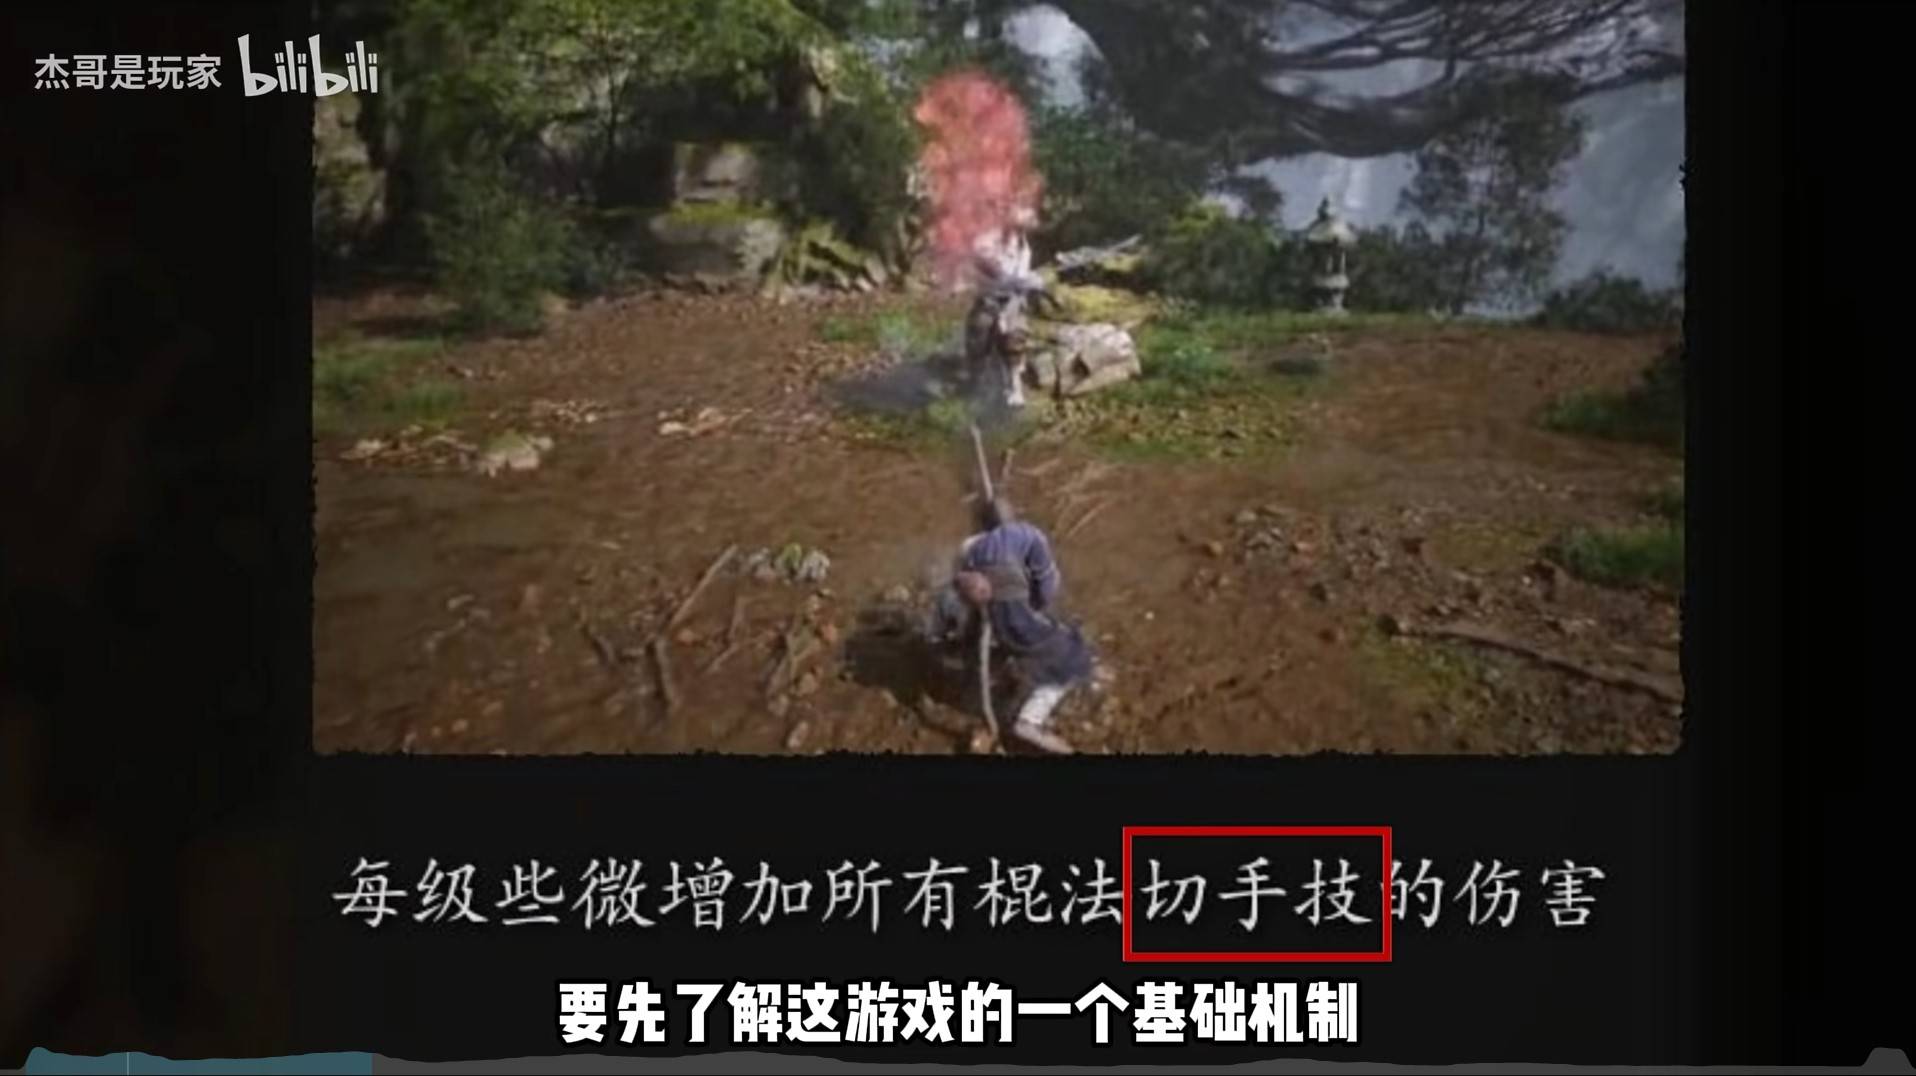 杰哥是玩家 bilibili
每级些微增加所有棍法切手技的伤害
要先了解这游戏的一个基础机制